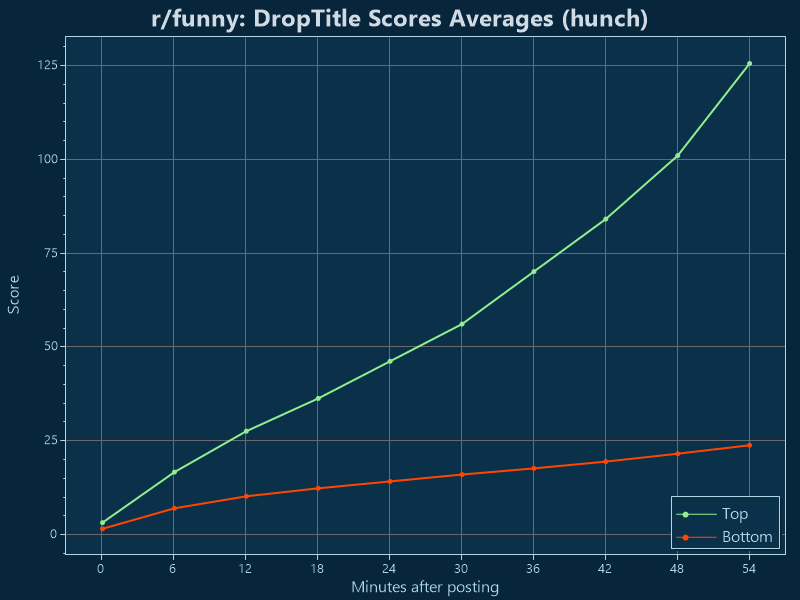 r/funny: DropTitle Scores Averages (hunch)
125
100
75
50
25
0
Score
0 6 12 18 24 30 36 42 48 54
Minutes after posting
Top
Bottom